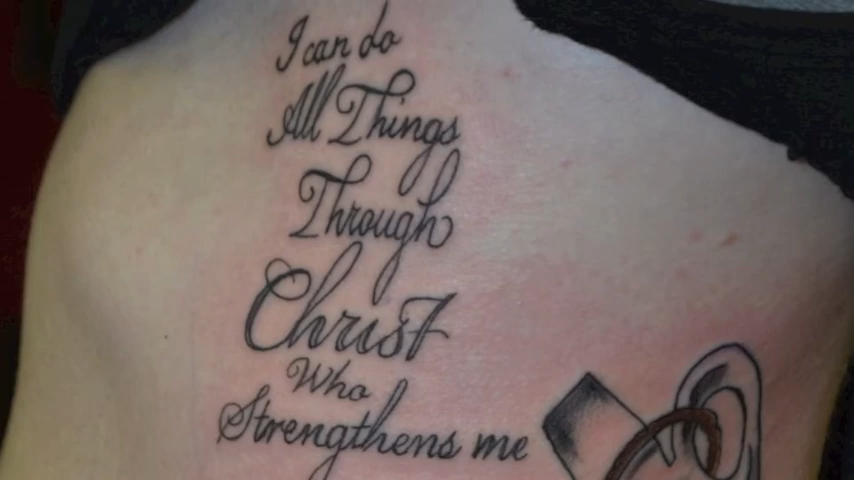 I can do
All Things
Through
Christ
Who
Strengthens me